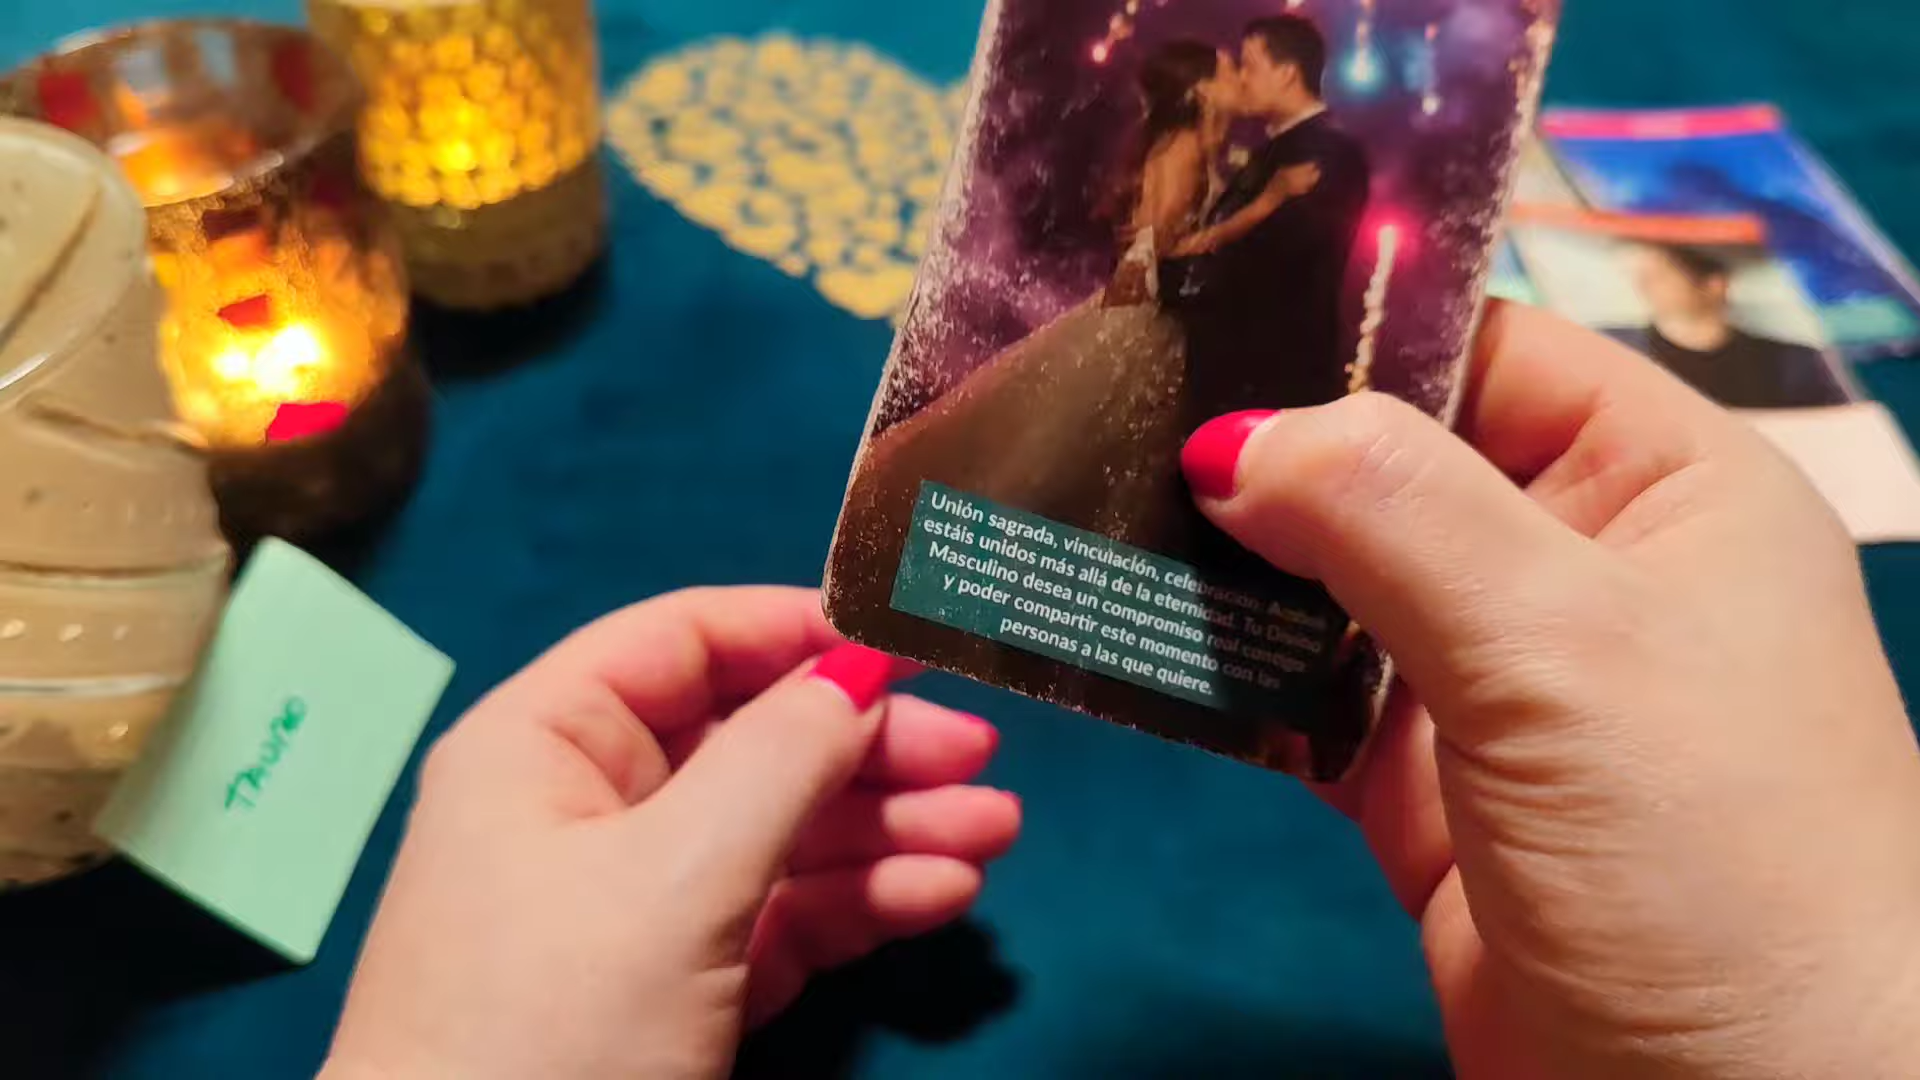 Unión sagrada, vinculación, celebración. Ambos
estáis unidos más allá de la eternidad. Tu Divino
Masculino desea un compromiso real contigo
y poder compartir este momento con las
personas a las que quiere.
TAURO